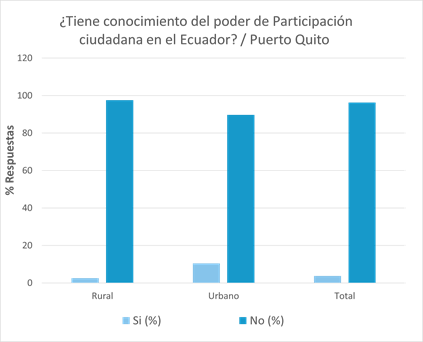 ¿Tiene conocimiento del poder de Participación
ciudadana en el Ecuador? / Puerto Quito
120
100
80
60
40
20
0
% Respuestas
Rural Urbano Total
Si (%) No (%)